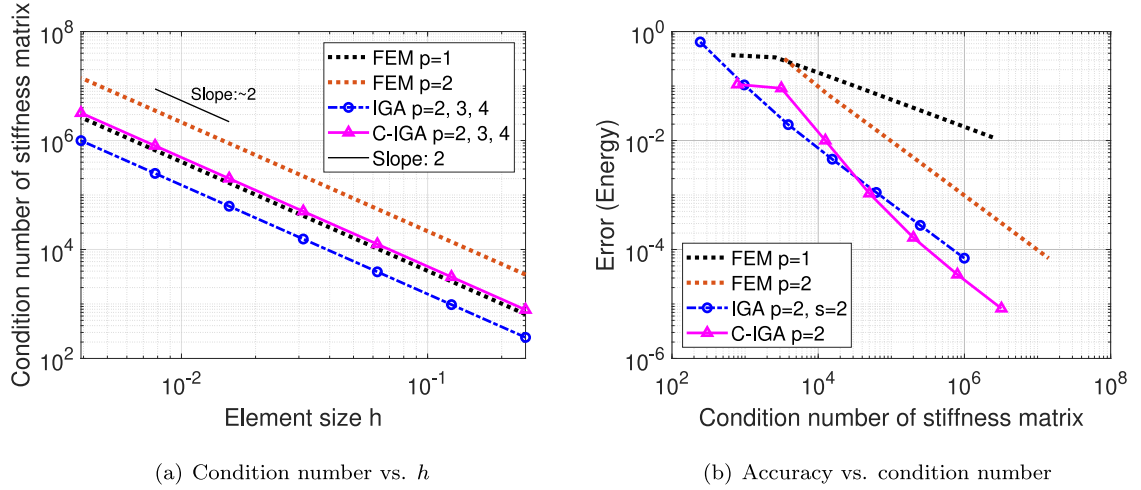 Condition number of stiffness matrix
10^8
10^6
10^4
10^2
10^-2
10^-1
Element size h
Slope:~2
FEM p=1
FEM p=2
IGA p=2, 3, 4
C-IGA p=2, 3, 4
Slope: 2
(a) Condition number vs. h
Error (Energy)
10^0
10^-2
10^-4
10^-6
10^2
10^4
10^6
10^8
Condition number of stiffness matrix
FEM p=1
FEM p=2
IGA p=2, s=2
C-IGA p=2
(b) Accuracy vs. condition number